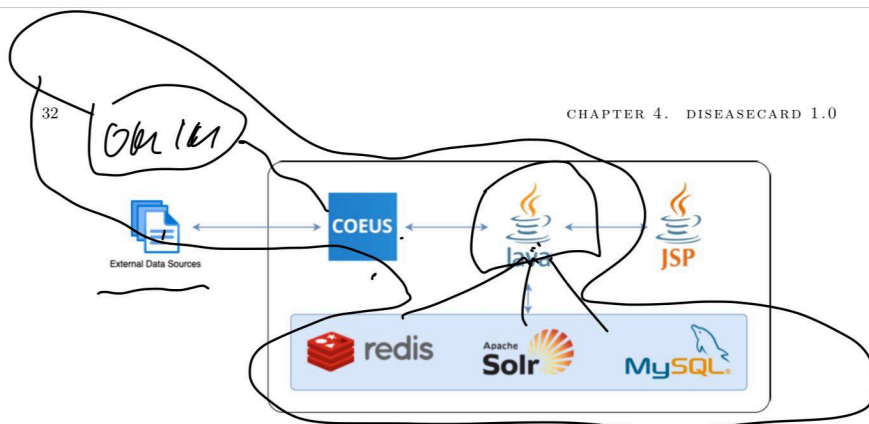 32 CHAPTER 4. DISEASECARD 1.0
COEUS
Java
JSP
External Data Sources
redis
Apache
Solr
MySQL